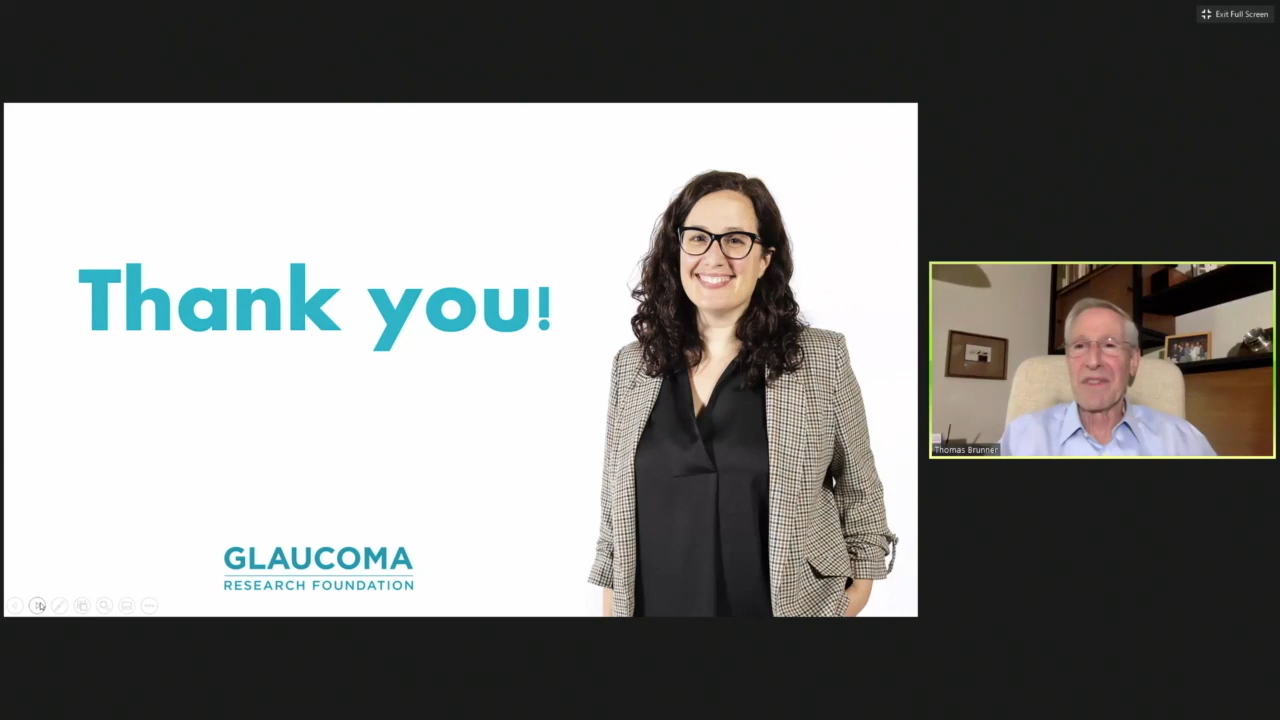 Exit Full Screen
Thank you!
GLAUCOMA
RESEARCH FOUNDATION
Thomas Brunner